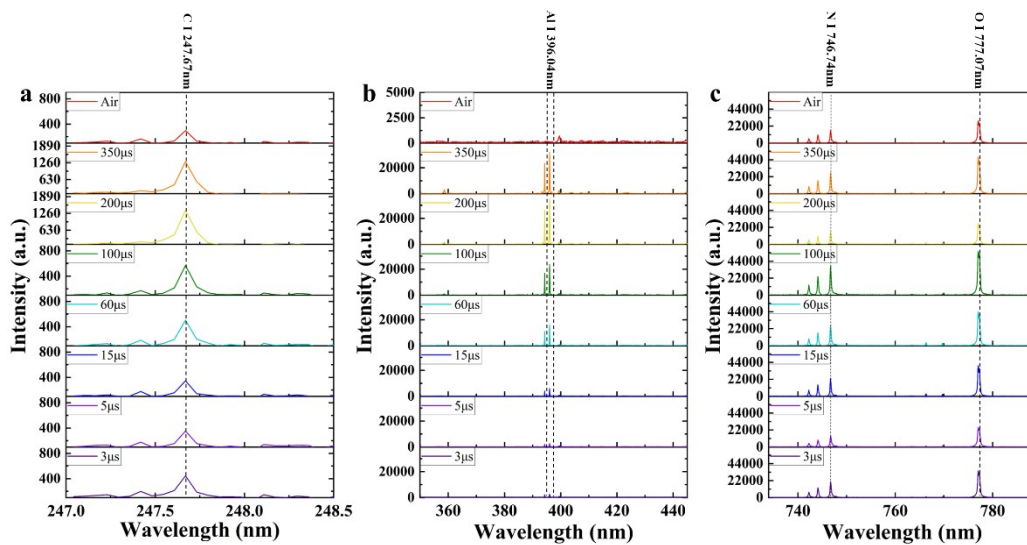 C I 247.67nm
a
Air
350μs
200μs
100μs
60μs
15μs
5μs
3μs
800
400
1890
1260
630
1890
1260
630
800
400
800
400
800
400
800
400
800
400
Intensity (a.u.)
247.0 247.5 248.0 248.5
Wavelength (nm)
Al I 396.04nm
b
Air
350μs
200μs
100μs
60μs
15μs
5μs
3μs
5000
2500
0
20000
0
20000
0
20000
0
20000
0
20000
0
20000
0
20000
0
Intensity (a.u.)
360 380 400 420 440
Wavelength (nm)
N I 746.74nm
O I 777.07nm
c
Air
350μs
200μs
100μs
60μs
15μs
5μs
3μs
44000
22000
0
44000
22000
0
44000
22000
0
44000
22000
0
44000
22000
0
44000
22000
0
44000
22000
0
44000
22000
0
Intensity (a.u.)
740 760 780
Wavelength (nm)